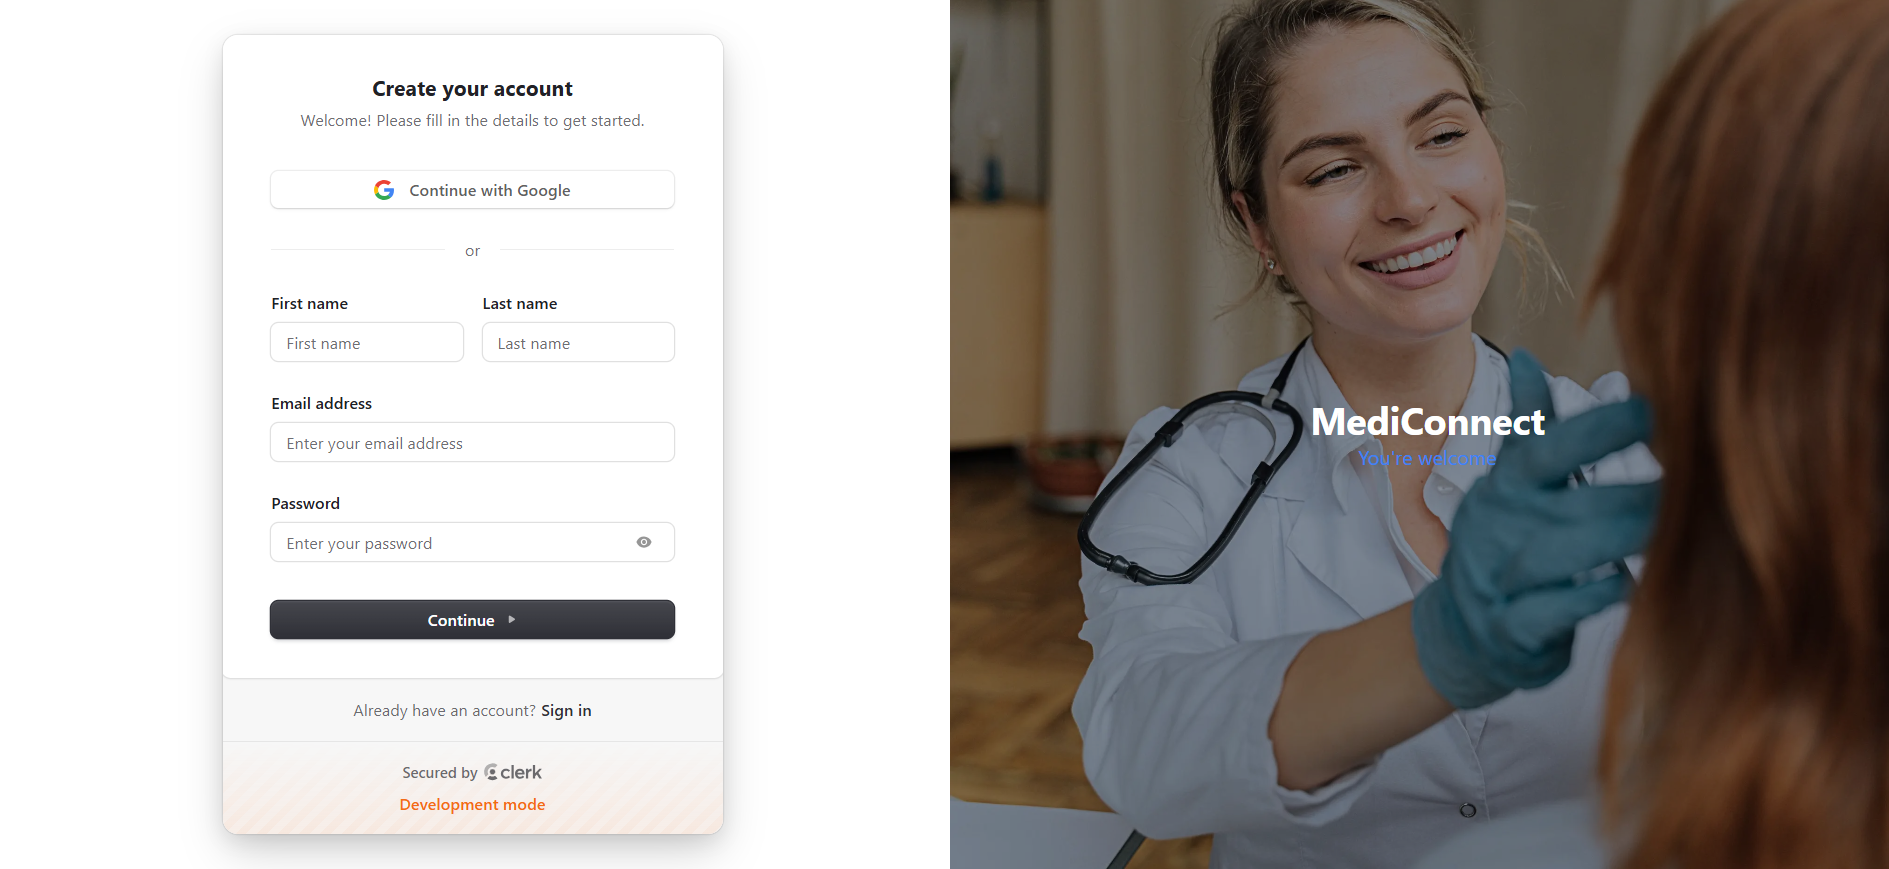 Create your account
Welcome! Please fill in the details to get started.
Continue with Google
or
First name
Last name
First name
Last name
Email address
Enter your email address
Password
Enter your password
Continue
Already have an account? Sign in
Secured by clerk
Development mode
MediConnect
You're welcome